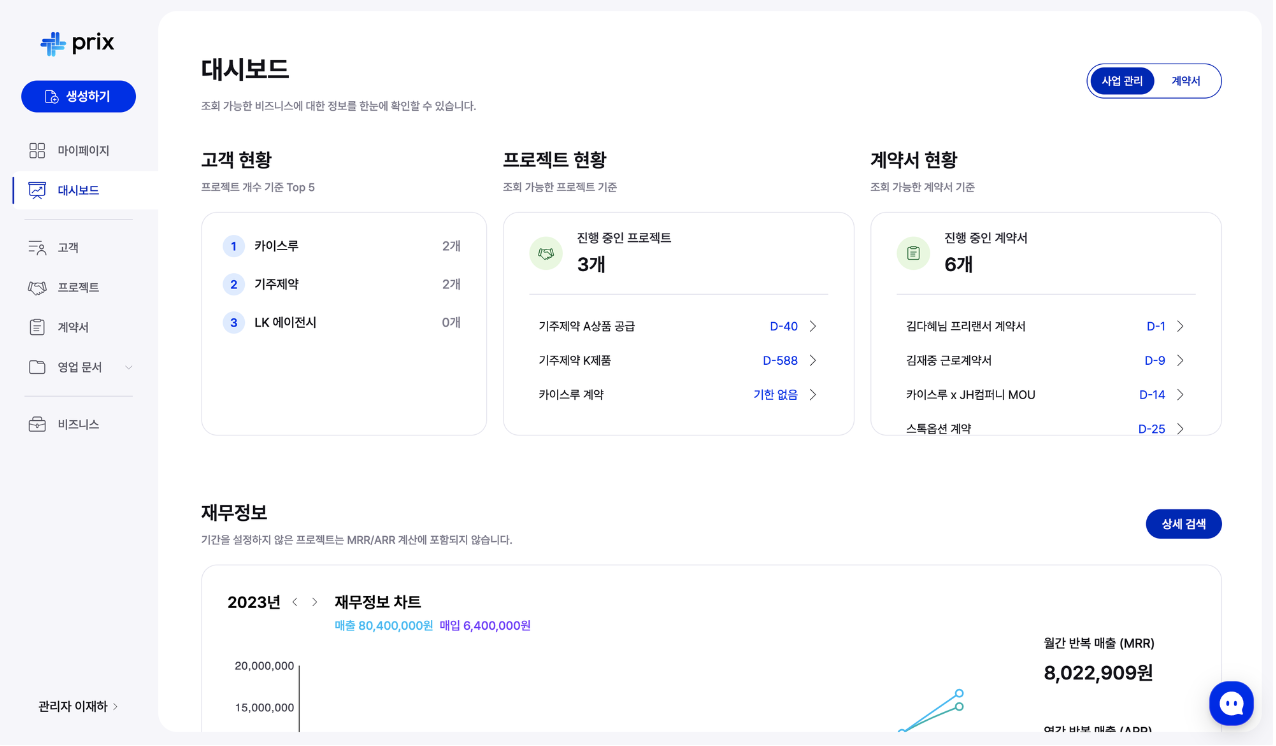 prix
생성하기
마이페이지
대시보드
고객
프로젝트
계약서
영업 문서
비즈니스
관리자 이재하
대시보드
조회 가능한 비즈니스에 대한 정보를 한눈에 확인할 수 있습니다.
사업 관리 계약서
고객 현황
프로젝트 개수 기준 Top 5
1 카이스루 2개
2 기주제약 2개
3 LK 에이전시 0개
프로젝트 현황
조회 가능한 프로젝트 기준
진행 중인 프로젝트
3개
기주제약 A상품 공급 D-40
기주제약 K제품 D-588
카이스루 계약 기한 없음
계약서 현황
조회 가능한 계약서 기준
진행 중인 계약서
6개
김다혜님 프리랜서 계약서 D-1
김재중 근로계약서 D-9
카이스루 x JH컴퍼니 MOU D-14
스톡옵션 계약 D-25
재무정보
기간을 설정하지 않은 프로젝트는 MRR/ARR 계산에 포함되지 않습니다.
상세 검색
2023년 재무정보 차트
매출 80,400,000원 매입 6,400,000원
20,000,000
15,000,000
월간 반복 매출 (MRR)
8,022,909원
연간 반복 매출 (ARR)